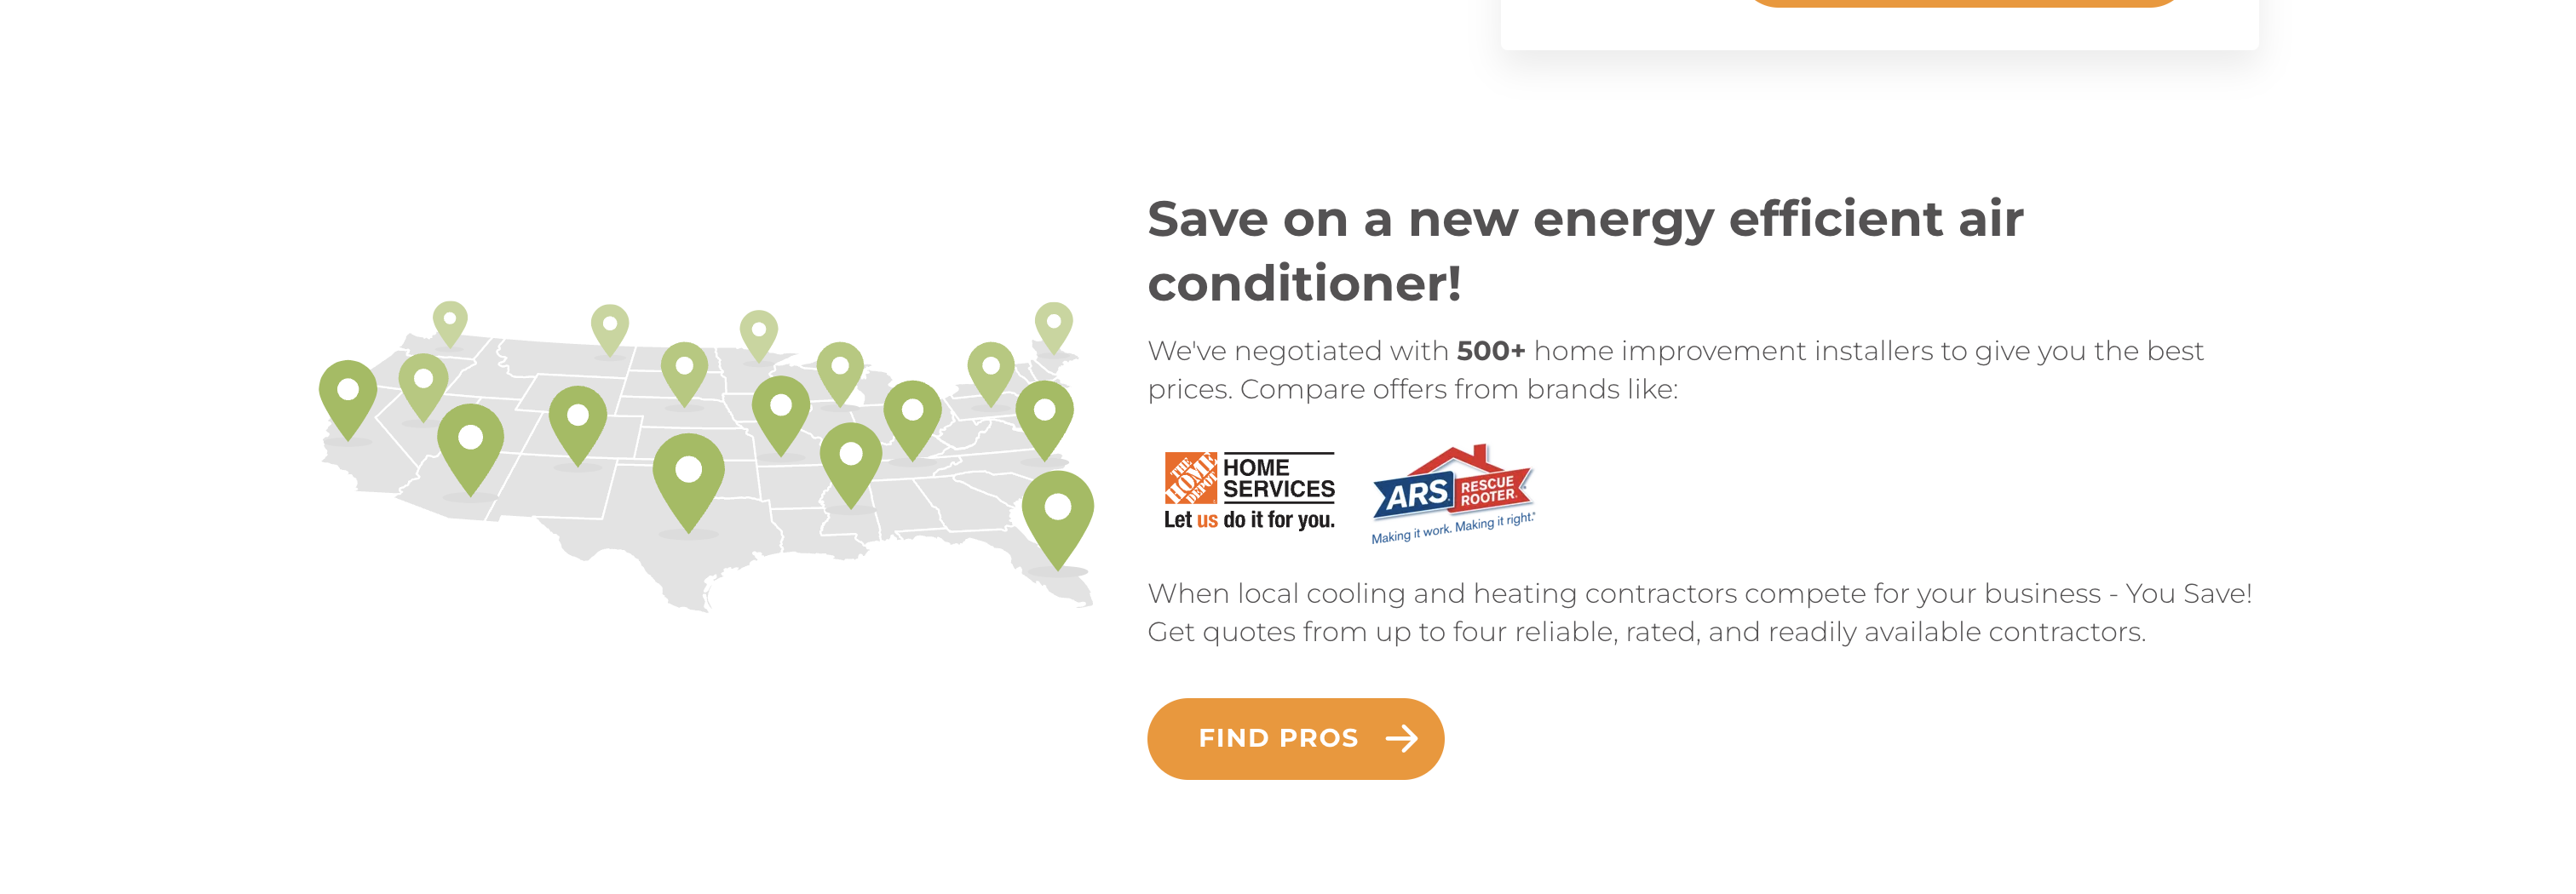 Save on a new energy efficient air
conditioner!
We've negotiated with 500+ home improvement installers to give you the best
prices. Compare offers from brands like:
THE
HOME
DEPOT
HOME
SERVICES
Let us do it for you.
ARS
RESCUE
ROOTER
Making it work. Making it right.
When local cooling and heating contractors compete for your business - You Save!
Get quotes from up to four reliable, rated, and readily available contractors.
FIND PROS